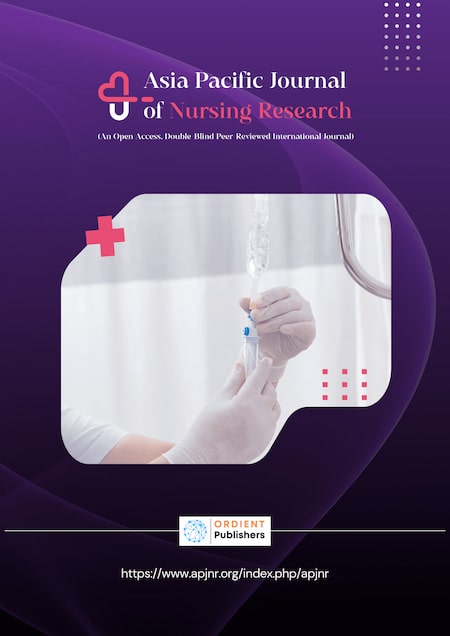 Asia Pacific Journal
of Nursing Research
(An Open Access, Double Blind Peer Reviewed International Journal)
ORDIENT
Publishers
https://www.apjnr.org/index.php/apjnr